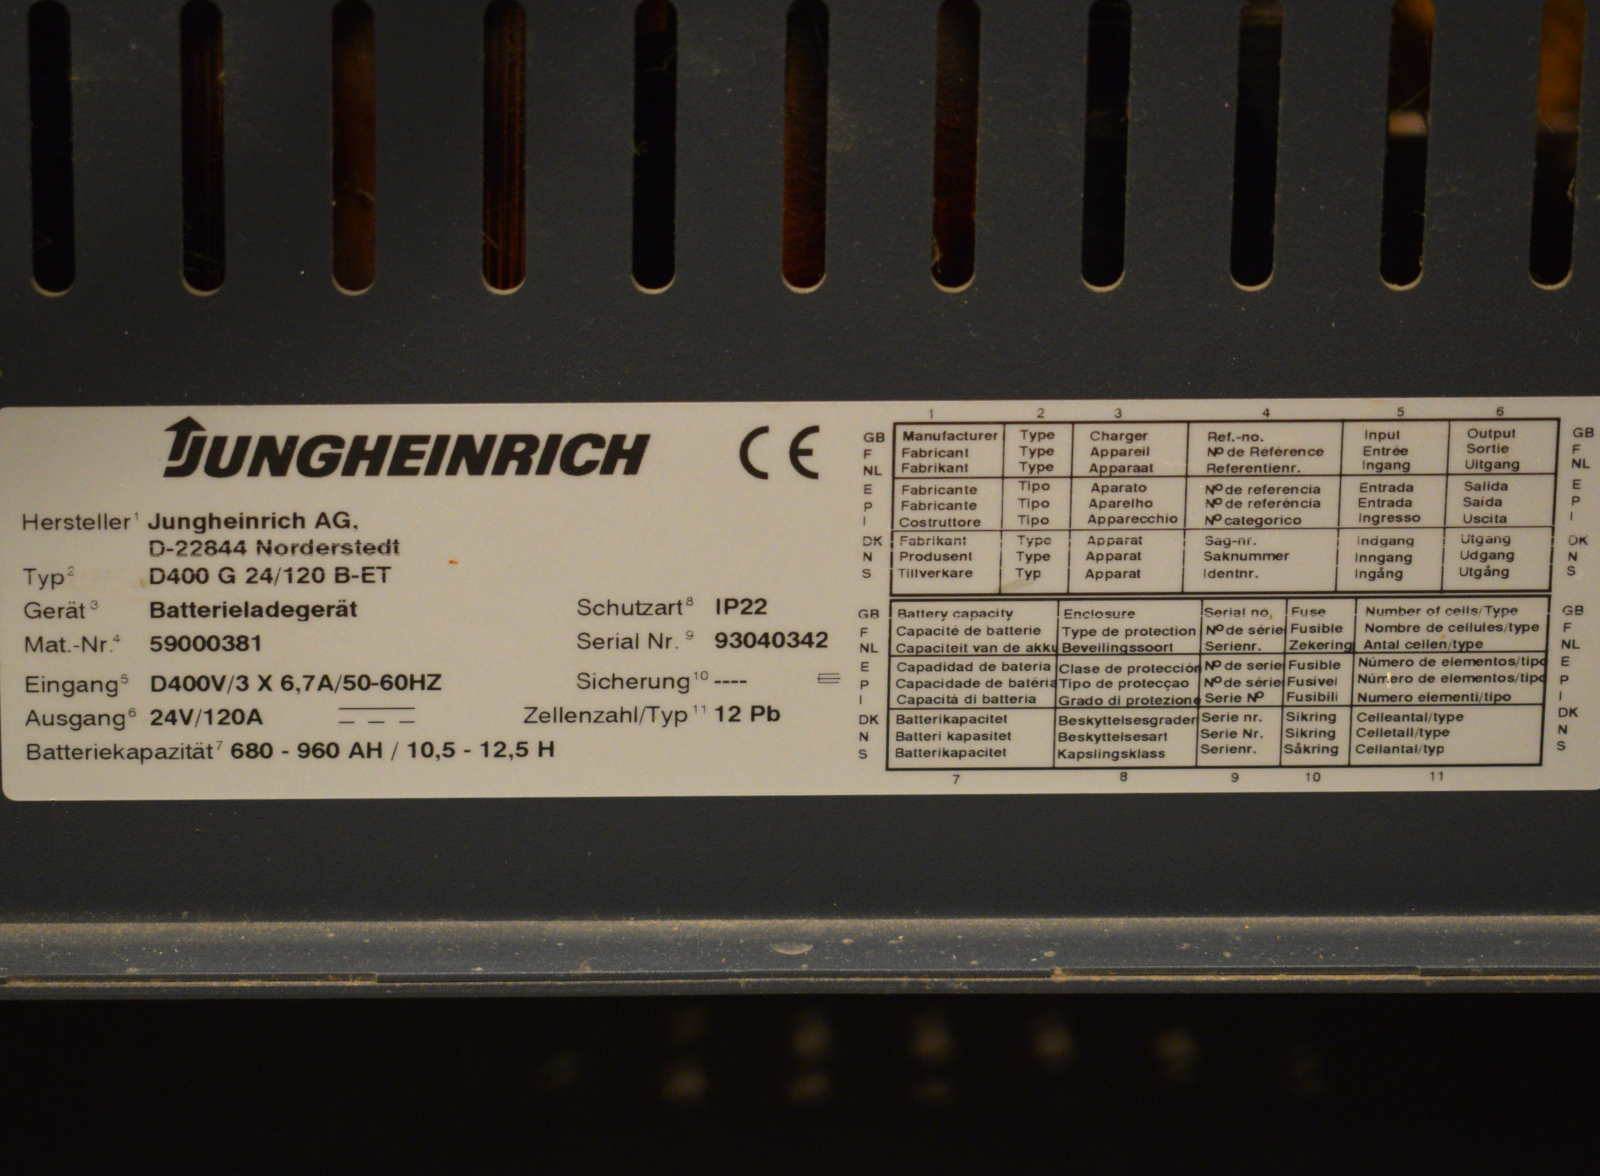 JUNGHEINRICH CE
Hersteller¹ Jungheinrich AG,
D-22844 Norderstedt
Typ² D400 G 24/120 B-ET
Gerät³ Batterieladegerät
Schutzart⁸ IP22
Mat.-Nr.⁴ 59000381
Serial Nr.⁹ 93040342
Eingang⁵ D400V/3 X 6,7A/50-60HZ
Sicherung¹⁰ ----
Ausgang⁶ 24V/120A
Zellenzahl/Typ¹¹ 12 Pb
Batteriekapazität⁷ 680 - 960 AH / 10,5 - 12,5 H
1 2 3 4 5 6
GB Manufacturer Type Charger Ref.-no. Input Output GB
F Fabricant Type Appareil Nº de Reférence Entrée Sortie F
NL Fabrikant Type Apparaat Referentienr. Ingang Uitgang NL
E Fabricante Tipo Aparato Nº de referencia Entrada Salida E
P Fabricante Tipo Aparelho Nº de referência Entrada Saída P
I Costruttore Tipo Apparecchio Nº categorico Ingresso Uscita I
DK Fabrikant Type Apparat Sag-nr. Indgang Utgang DK
N Produsent Type Apparat Saknummer Inngang Udgang N
S Tillverkare Typ Apparat Identnr. Ingång Utgång S
GB Battery capacity Enclosure Serial no. Fuse Number of cells/Type GB
F Capacité de batterie Type de protection Nº de série Fusible Nombre de cellules/type F
NL Capaciteit van de akku Beveilingssoort Serienr. Zekering Antal cellen/type NL
E Capadidad de bateria Clase de protección Nº de serie Fusible Número de elementos/tipo E
P Capacidade de batéria Tipo de protecçao Nº de série Fusível Número de elementos/tipo P
I Capacità di batteria Grado di protezione Serie Nº Fusibili Numero elementi/tipo I
DK Batterikapacitet Beskyttelsesgrader Serie nr. Sikring Celleantal/type DK
N Batteri kapasitet Beskyttelsesart Serie Nr. Sikring Celletall/type N
S Batterikapacitet Kapslingsklass Serienr. Såkring Cellantal/typ S
7 8 9 10 11